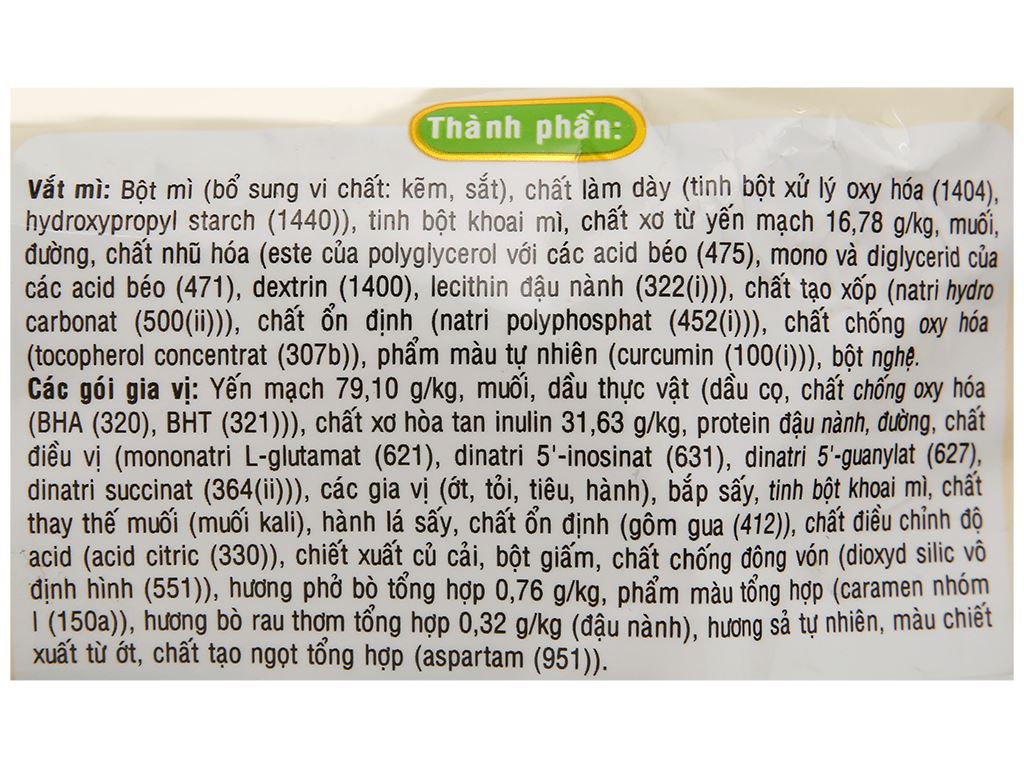 Thành phần:
Vắt mì: Bột mì (bổ sung vi chất: kẽm, sắt), chất làm dày (tinh bột xử lý oxy hóa (1404),
hydroxypropyl starch (1440)), tinh bột khoai mì, chất xơ từ yến mạch 16,78 g/kg, muối,
đường, chất nhũ hóa (este của polyglycerol với các acid béo (475), mono và diglycerid của
các acid béo (471), dextrin (1400), lecithin đậu nành (322(i))), chất tạo xốp (natri hydro
carbonat (500(ii))), chất ổn định (natri polyphosphat (452(i))), chất chống oxy hóa
(tocopherol concentrat (307b)), phẩm màu tự nhiên (curcumin (100(i))), bột nghệ.
Các gói gia vị: Yến mạch 79,10 g/kg, muối, dầu thực vật (dầu cọ, chất chống oxy hóa
(BHA (320), BHT (321))), chất xơ hòa tan inulin 31,63 g/kg, protein đậu nành, đường, chất
điều vị (mononatri L-glutamat (621), dinatri 5'-inosinat (631), dinatri 5'-guanylat (627),
dinatri succinat (364(ii))), các gia vị (ớt, tỏi, tiêu, hành), bắp sấy, tinh bột khoai mì, chất
thay thế muối (muối kali), hành lá sấy, chất ổn định (gôm gua (412)), chất điều chỉnh độ
acid (acid citric (330)), chiết xuất củ cải, bột giấm, chất chống đông vón (dioxyd silic vô
định hình (551)), hương phở bò tổng hợp 0,76 g/kg, phẩm màu tổng hợp (caramen nhóm
I (150a)), hương bò rau thơm tổng hợp 0,32 g/kg (đậu nành), hương sả tự nhiên, màu chiết
xuất từ ớt, chất tạo ngọt tổng hợp (aspartam (951)).